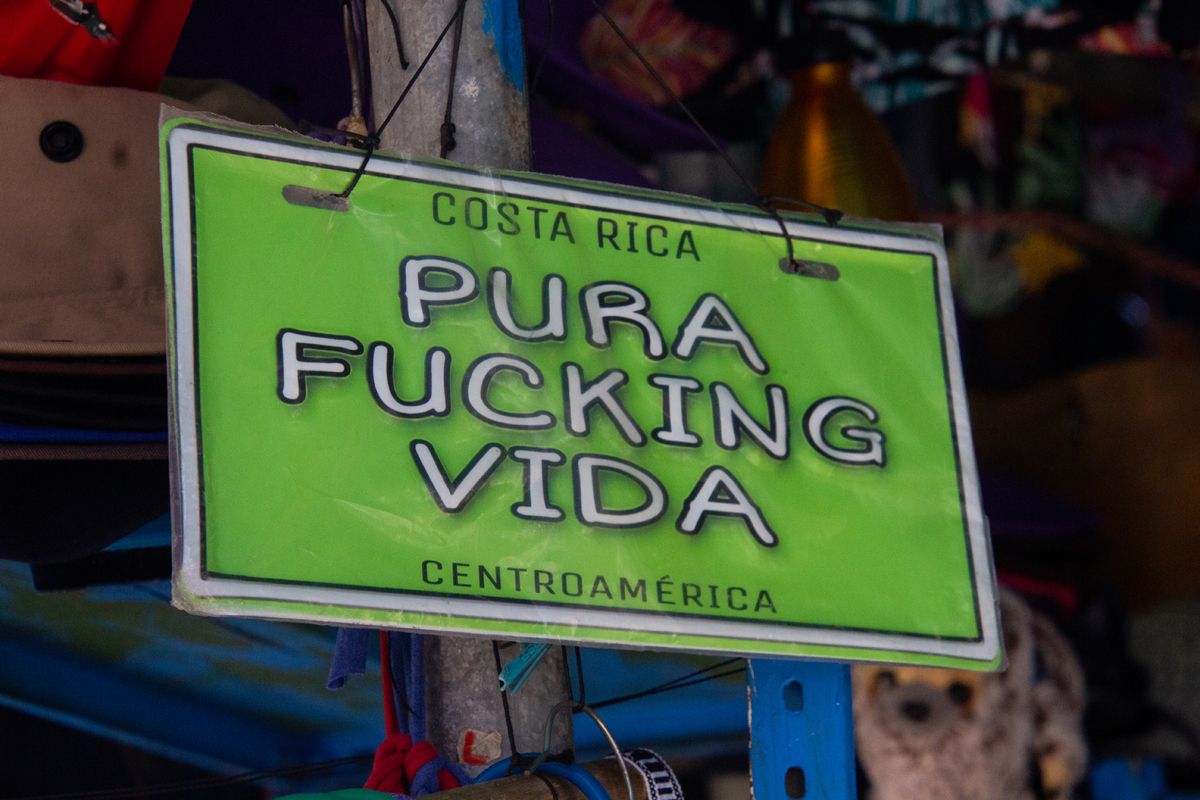 COSTA RICA
PURA
FUCKING
VIDA
CENTROAMÉRICA